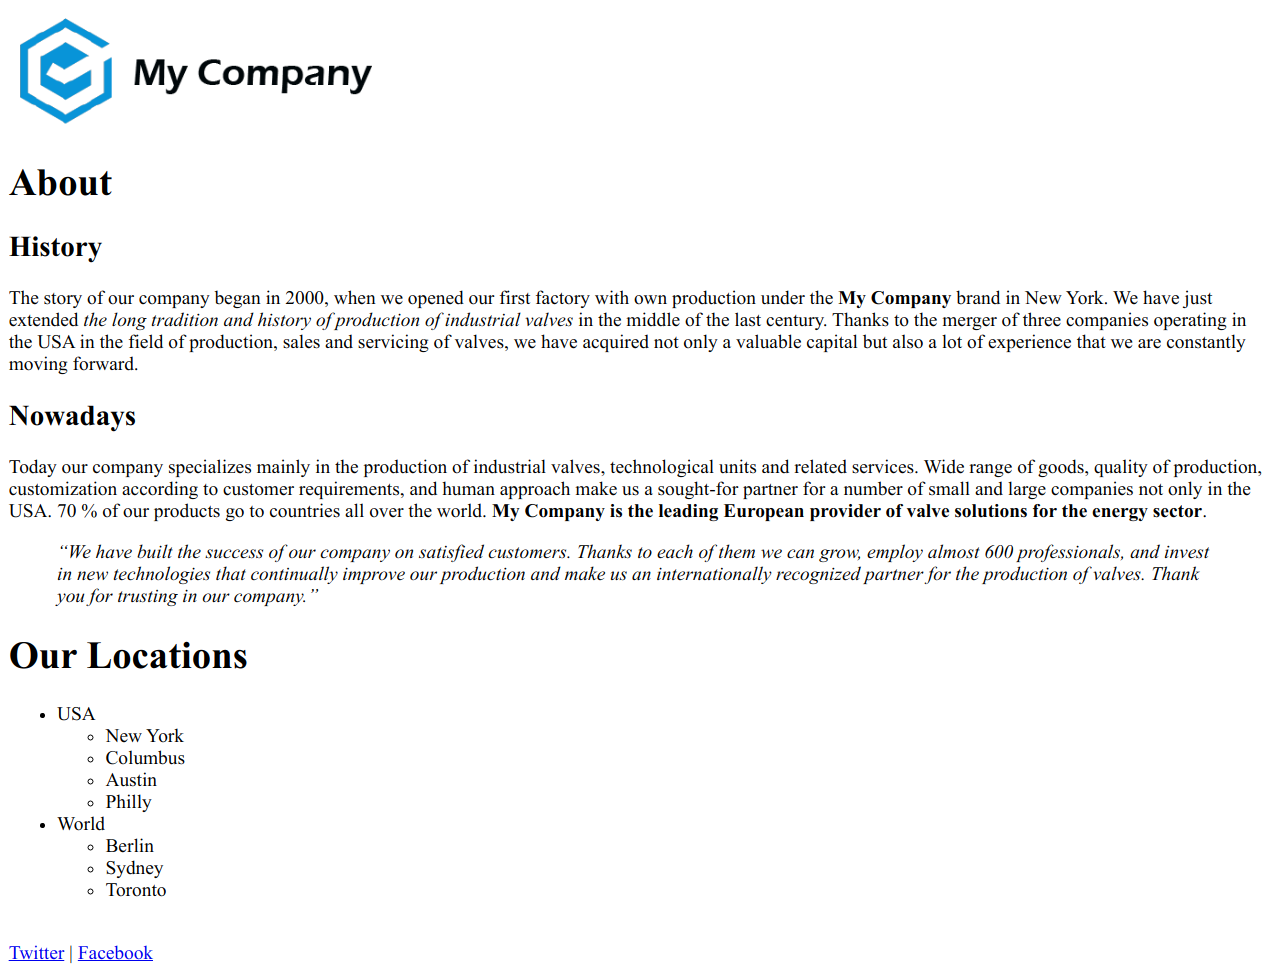 My Company
About
History
The story of our company began in 2000, when we opened our first factory with own production under the My Company brand in New York. We have just
extended the long tradition and history of production of industrial valves in the middle of the last century. Thanks to the merger of three companies operating in
the USA in the field of production, sales and servicing of valves, we have acquired not only a valuable capital but also a lot of experience that we are constantly
moving forward.
Nowadays
Today our company specializes mainly in the production of industrial valves, technological units and related services. Wide range of goods, quality of production,
customization according to customer requirements, and human approach make us a sought-for partner for a number of small and large companies not only in the
USA. 70 % of our products go to countries all over the world. My Company is the leading European provider of valve solutions for the energy sector.
“We have built the success of our company on satisfied customers. Thanks to each of them we can grow, employ almost 600 professionals, and invest
in new technologies that continually improve our production and make us an internationally recognized partner for the production of valves. Thank
you for trusting in our company.”
Our Locations
USA
New York
Columbus
Austin
Philly
World
Berlin
Sydney
Toronto
Twitter | Facebook